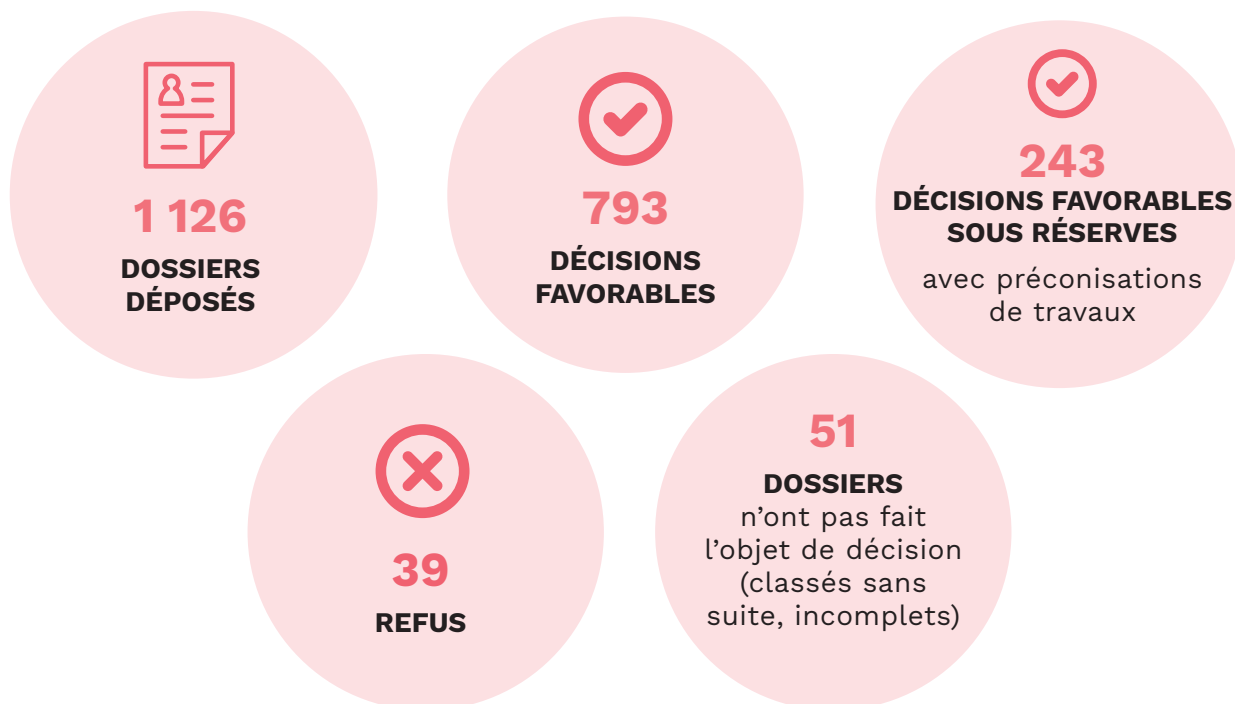 1 126
DOSSIERS
DÉPOSÉS
793
DÉCISIONS
FAVORABLES
243
DÉCISIONS FAVORABLES
SOUS RÉSERVES
avec préconisations
de travaux
39
REFUS
51
DOSSIERS
n’ont pas fait
l’objet de décision
(classés sans
suite, incomplets)